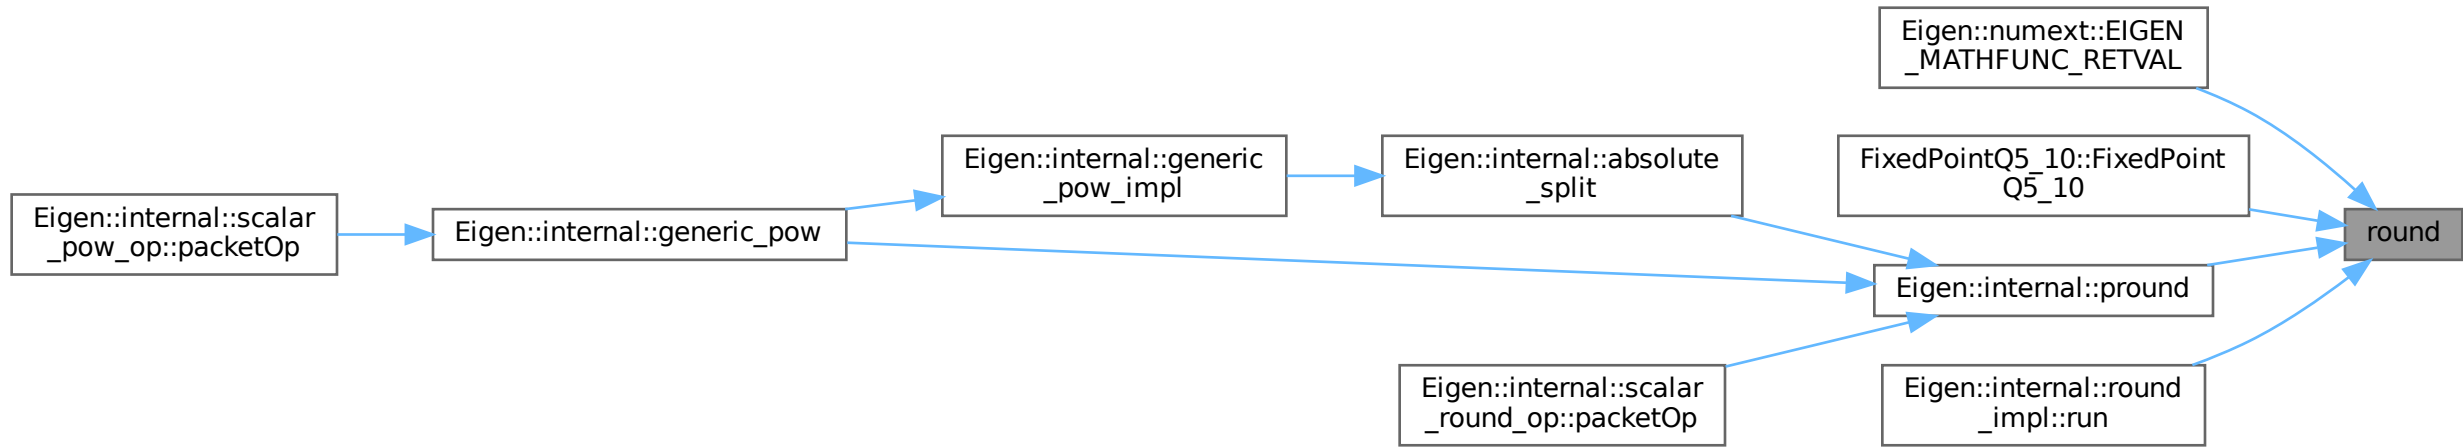 Eigen::numext::EIGEN
_MATHFUNC_RETVAL
FixedPointQ5_10::FixedPoint
Q5_10
Eigen::internal::generic
_pow_impl
Eigen::internal::absolute
_split
Eigen::internal::scalar
_pow_op::packetOp
Eigen::internal::generic_pow
round
Eigen::internal::pround
Eigen::internal::scalar
_round_op::packetOp
Eigen::internal::round
_impl::run